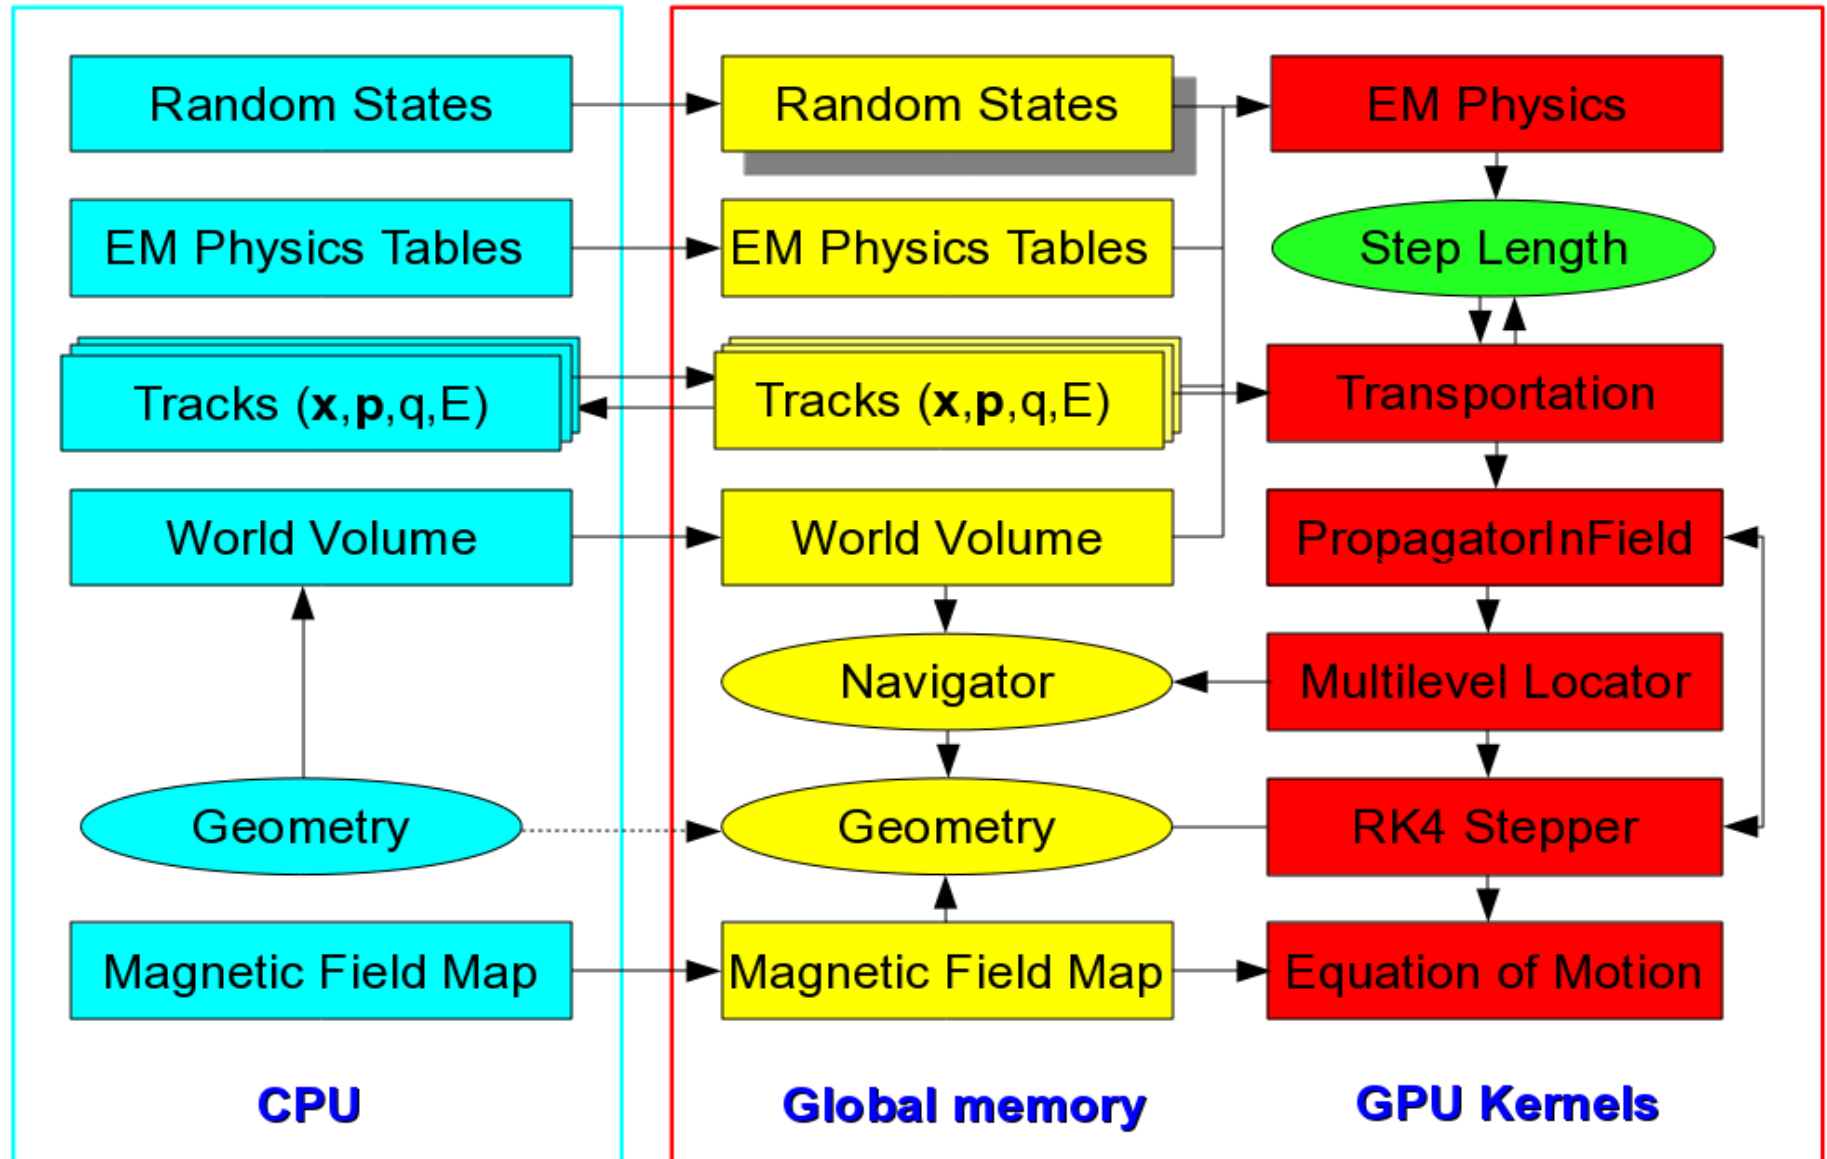 Random States
Random States
EM Physics
EM Physics Tables
EM Physics Tables
Step Length
Tracks (x,p,q,E)
Tracks (x,p,q,E)
Transportation
World Volume
World Volume
PropagatorInField
Navigator
Multilevel Locator
Geometry
Geometry
RK4 Stepper
Magnetic Field Map
Magnetic Field Map
Equation of Motion
CPU
Global memory
GPU Kernels